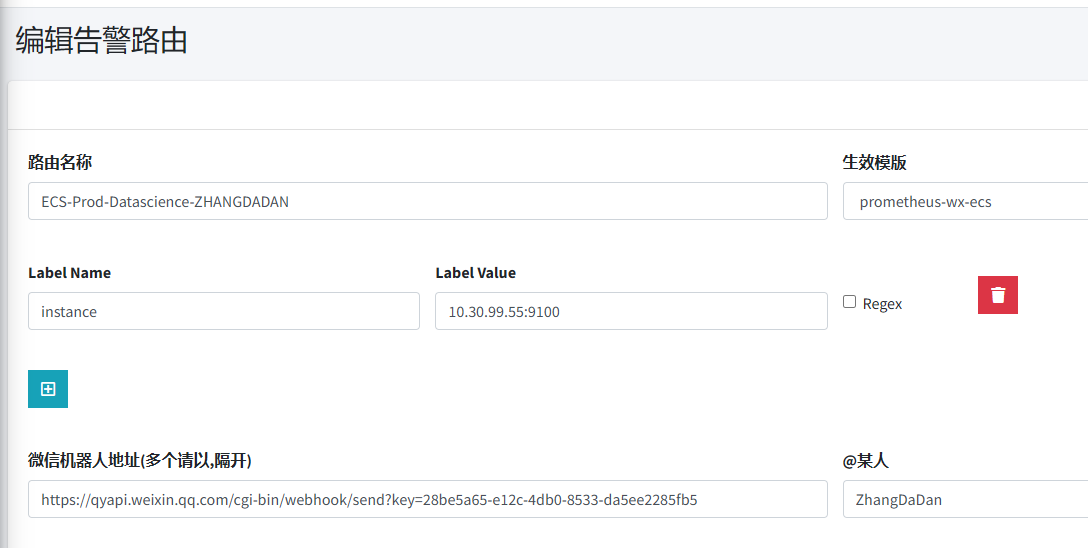 编辑告警路由
路由名称
生效模版
ECS-Prod-Datascience-ZHANGDADAN
prometheus-wx-ecs
Label Name
Label Value
instance
10.30.99.55:9100
Regex
微信机器人地址(多个请以,隔开)
@某人
https://qyapi.weixin.qq.com/cgi-bin/webhook/send?key=28be5a65-e12c-4db0-8533-da5ee2285fb5
ZhangDaDan